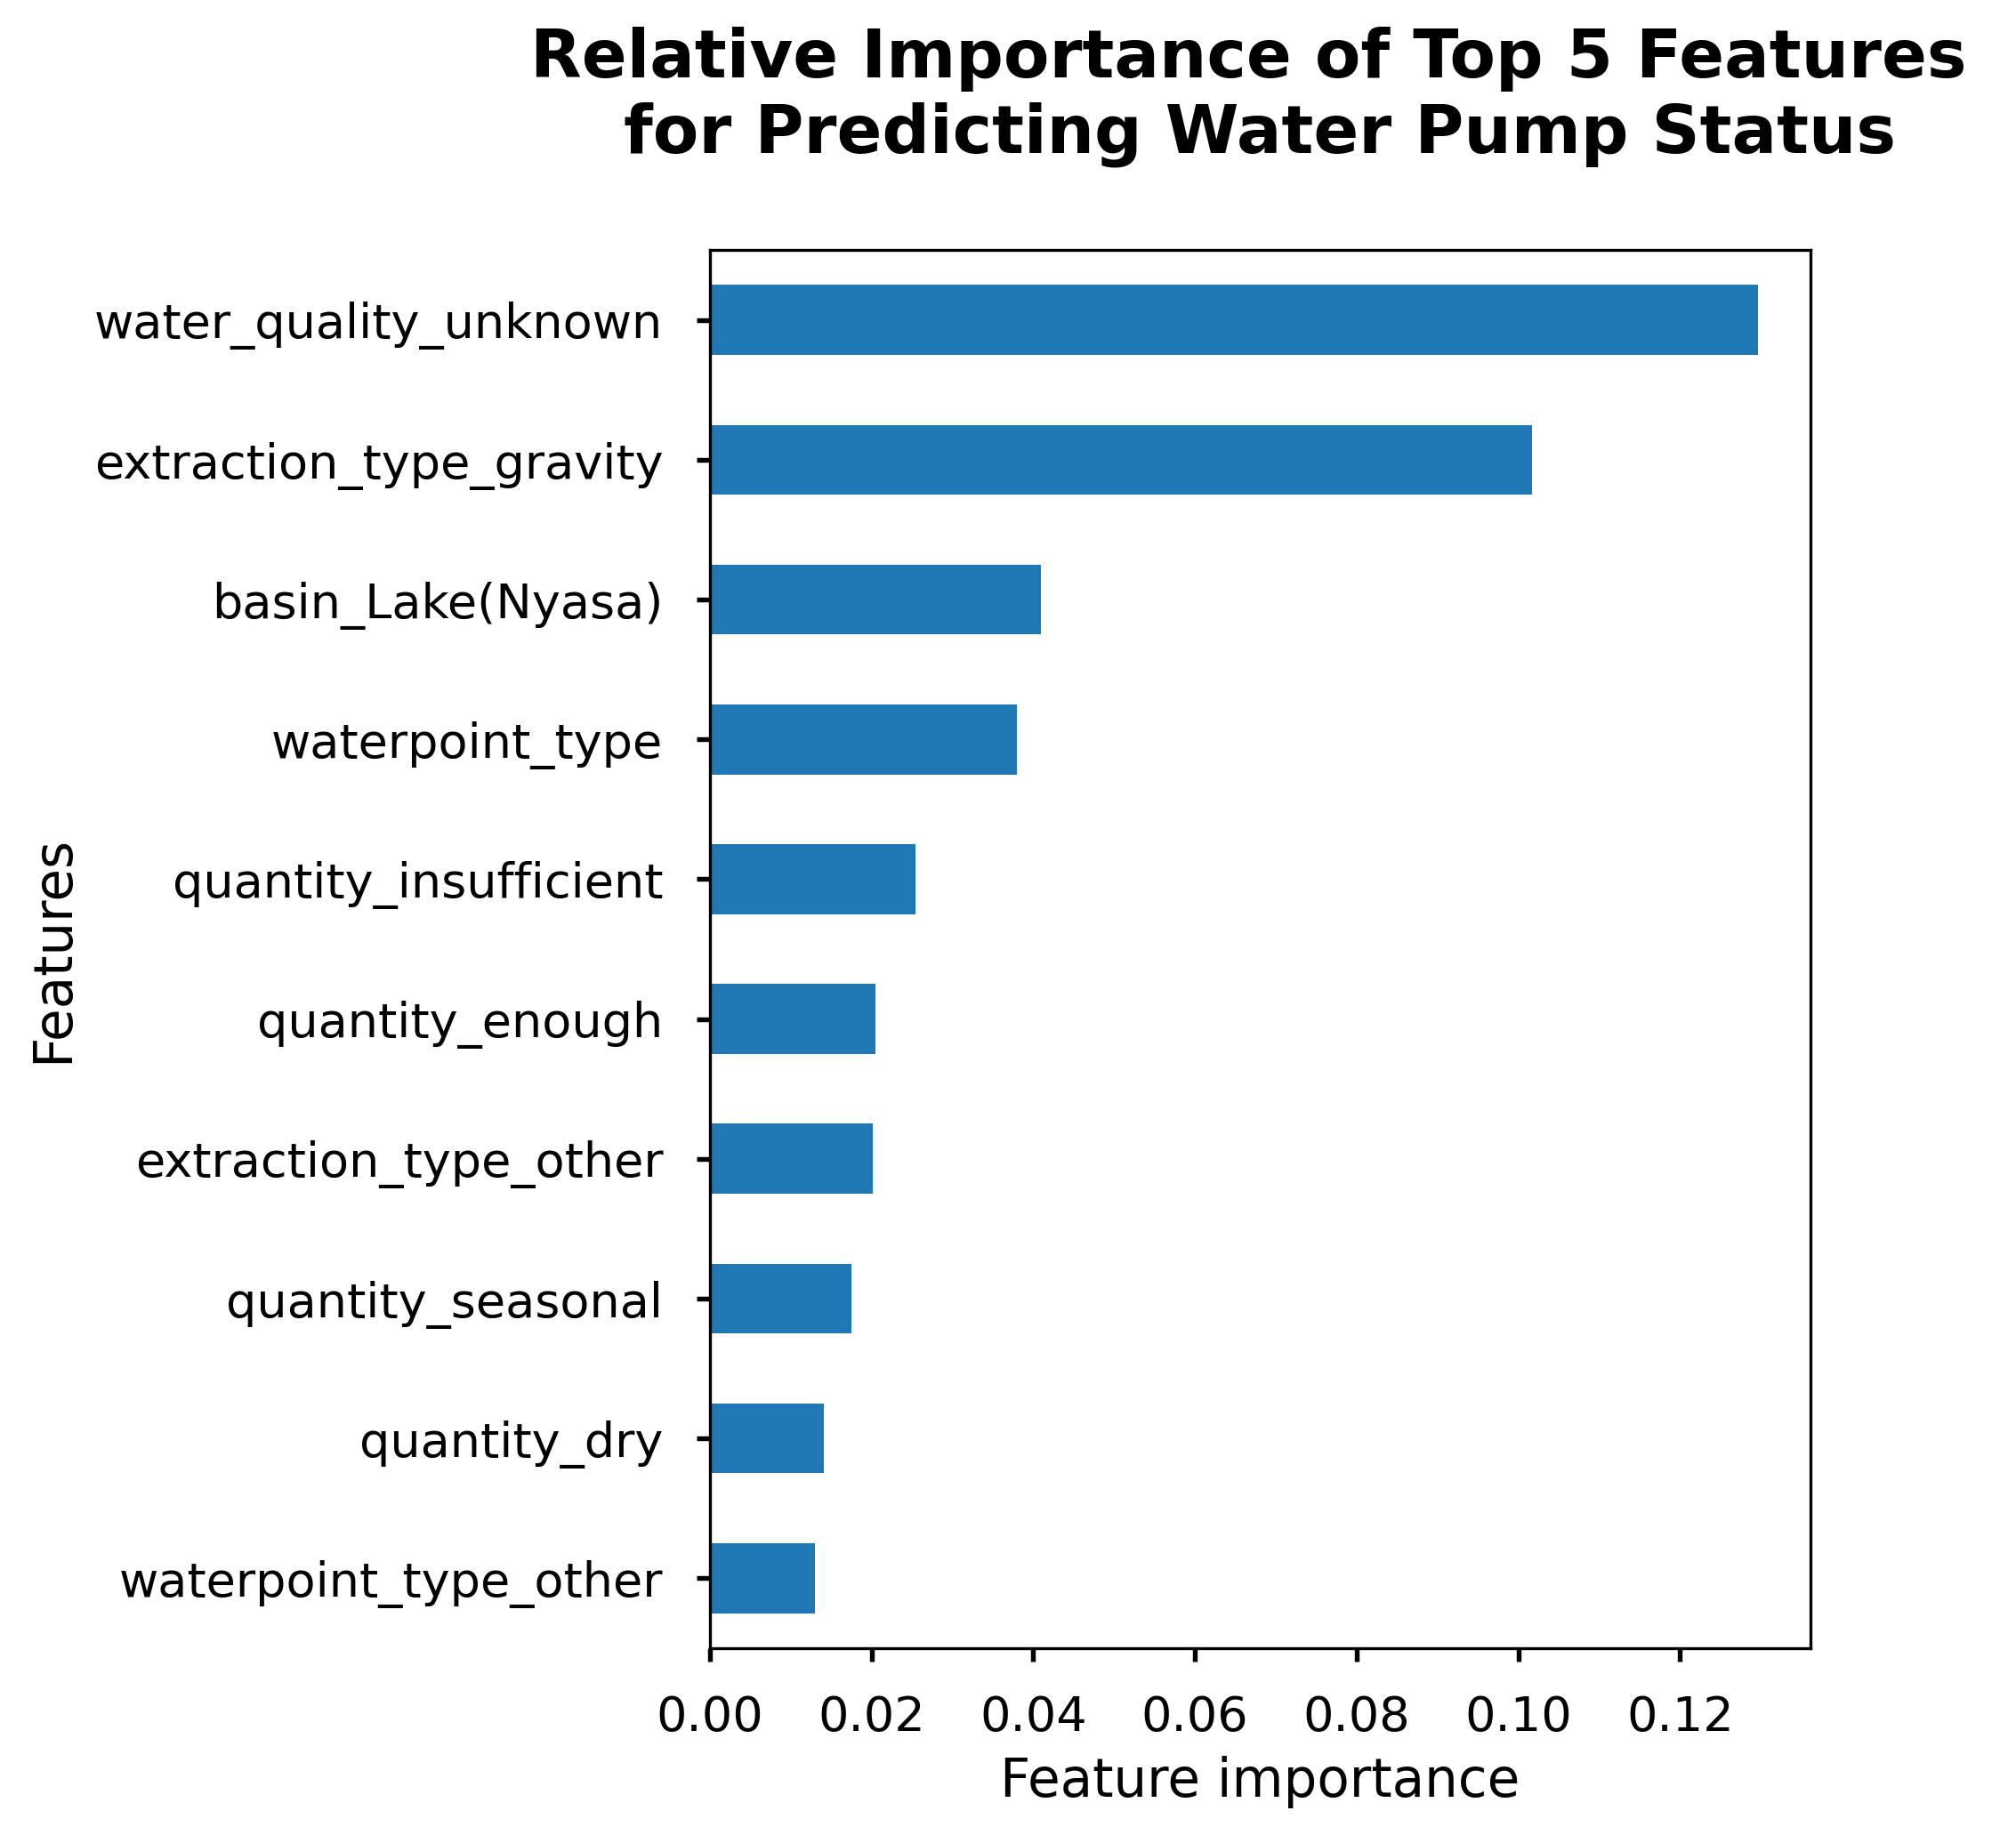 Relative Importance of Top 5 Features
for Predicting Water Pump Status
water_quality_unknown
extraction_type_gravity
basin_Lake(Nyasa)
waterpoint_type
quantity_insufficient
quantity_enough
extraction_type_other
quantity_seasonal
quantity_dry
waterpoint_type_other
Features
0.00 0.02 0.04 0.06 0.08 0.10 0.12
Feature importance